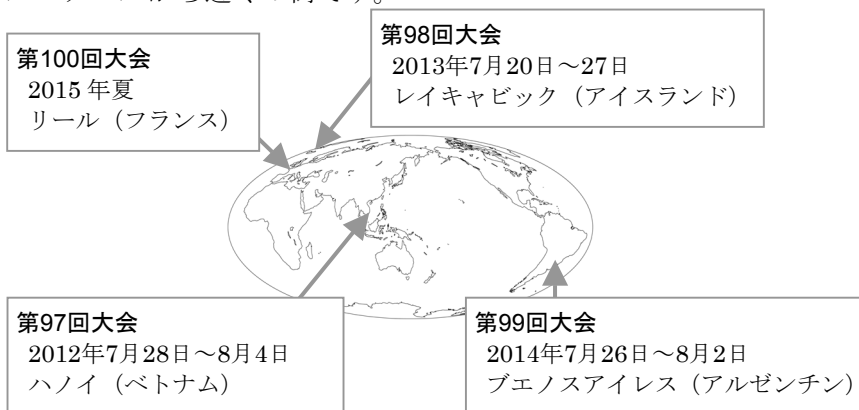 第100回大会
2015 年夏
リール（フランス）
第98回大会
2013年7月20日～27日
レイキャビック（アイスランド）
第97回大会
2012年7月28日～8月4日
ハノイ（ベトナム）
第99回大会
2014年7月26日～8月2日
ブエノスアイレス（アルゼンチン）